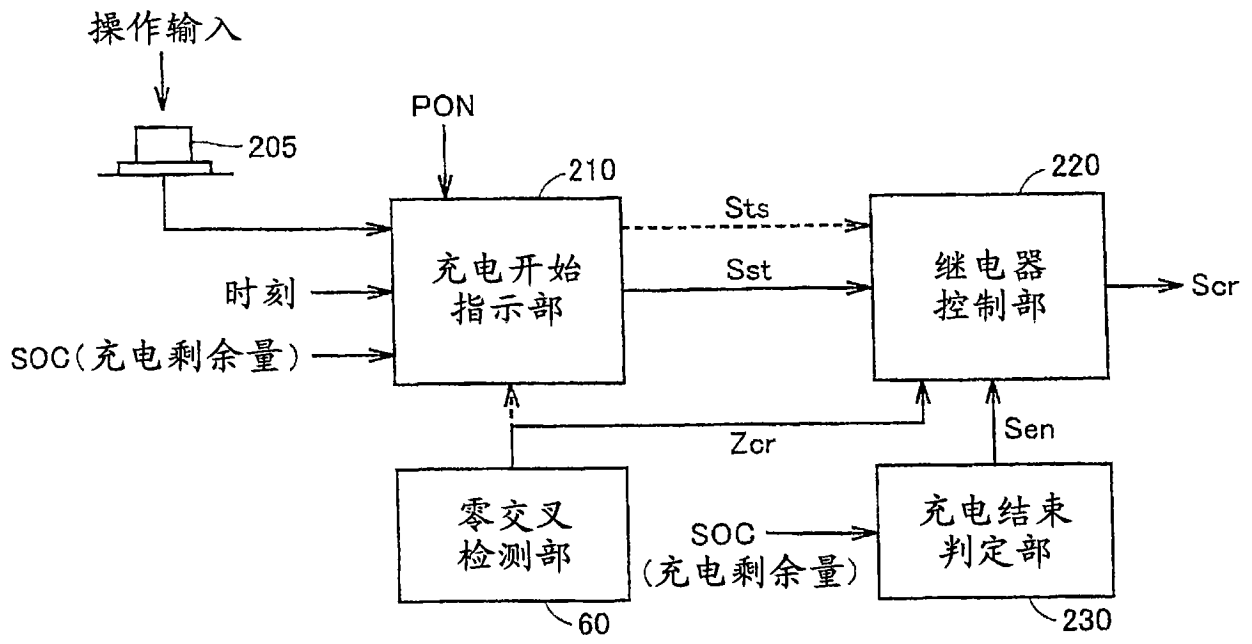 操作输入
205
PON
210
220
充电开始
指示部
Sts
Sst
继电器
控制部
Scr
时刻
SOC(充电剩余量)
Zcr
Sen
零交叉
检测部
60
SOC
(充电剩余量)
充电结束
判定部
230